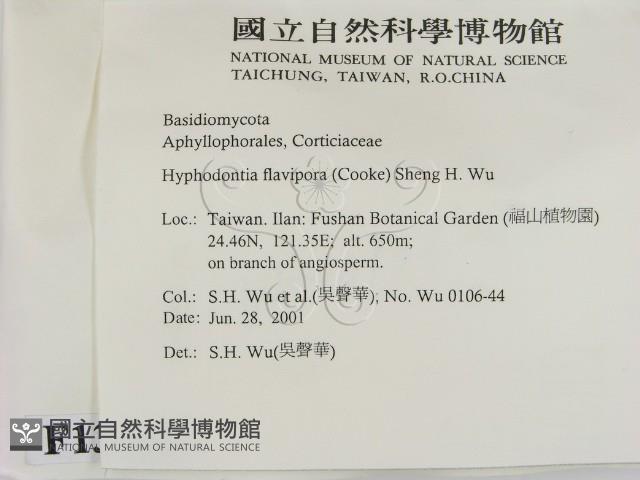 國立自然科學博物館
NATIONAL MUSEUM OF NATURAL SCIENCE
TAICHUNG, TAIWAN, R.O.CHINA
Basidiomycota
Aphyllophorales, Corticiaceae
Hyphodontia flavipora (Cooke) Sheng H. Wu
Loc.: Taiwan. Ilan: Fushan Botanical Garden (福山植物園)
24.46N, 121.35E; alt. 650m;
on branch of angiosperm.
Col.: S.H. Wu et al.(吳聲華); No. Wu 0106-44
Date: Jun. 28, 2001
Det.: S.H. Wu(吳聲華)
國立自然科學博物館
NATIONAL MUSEUM OF NATURAL SCIENCE